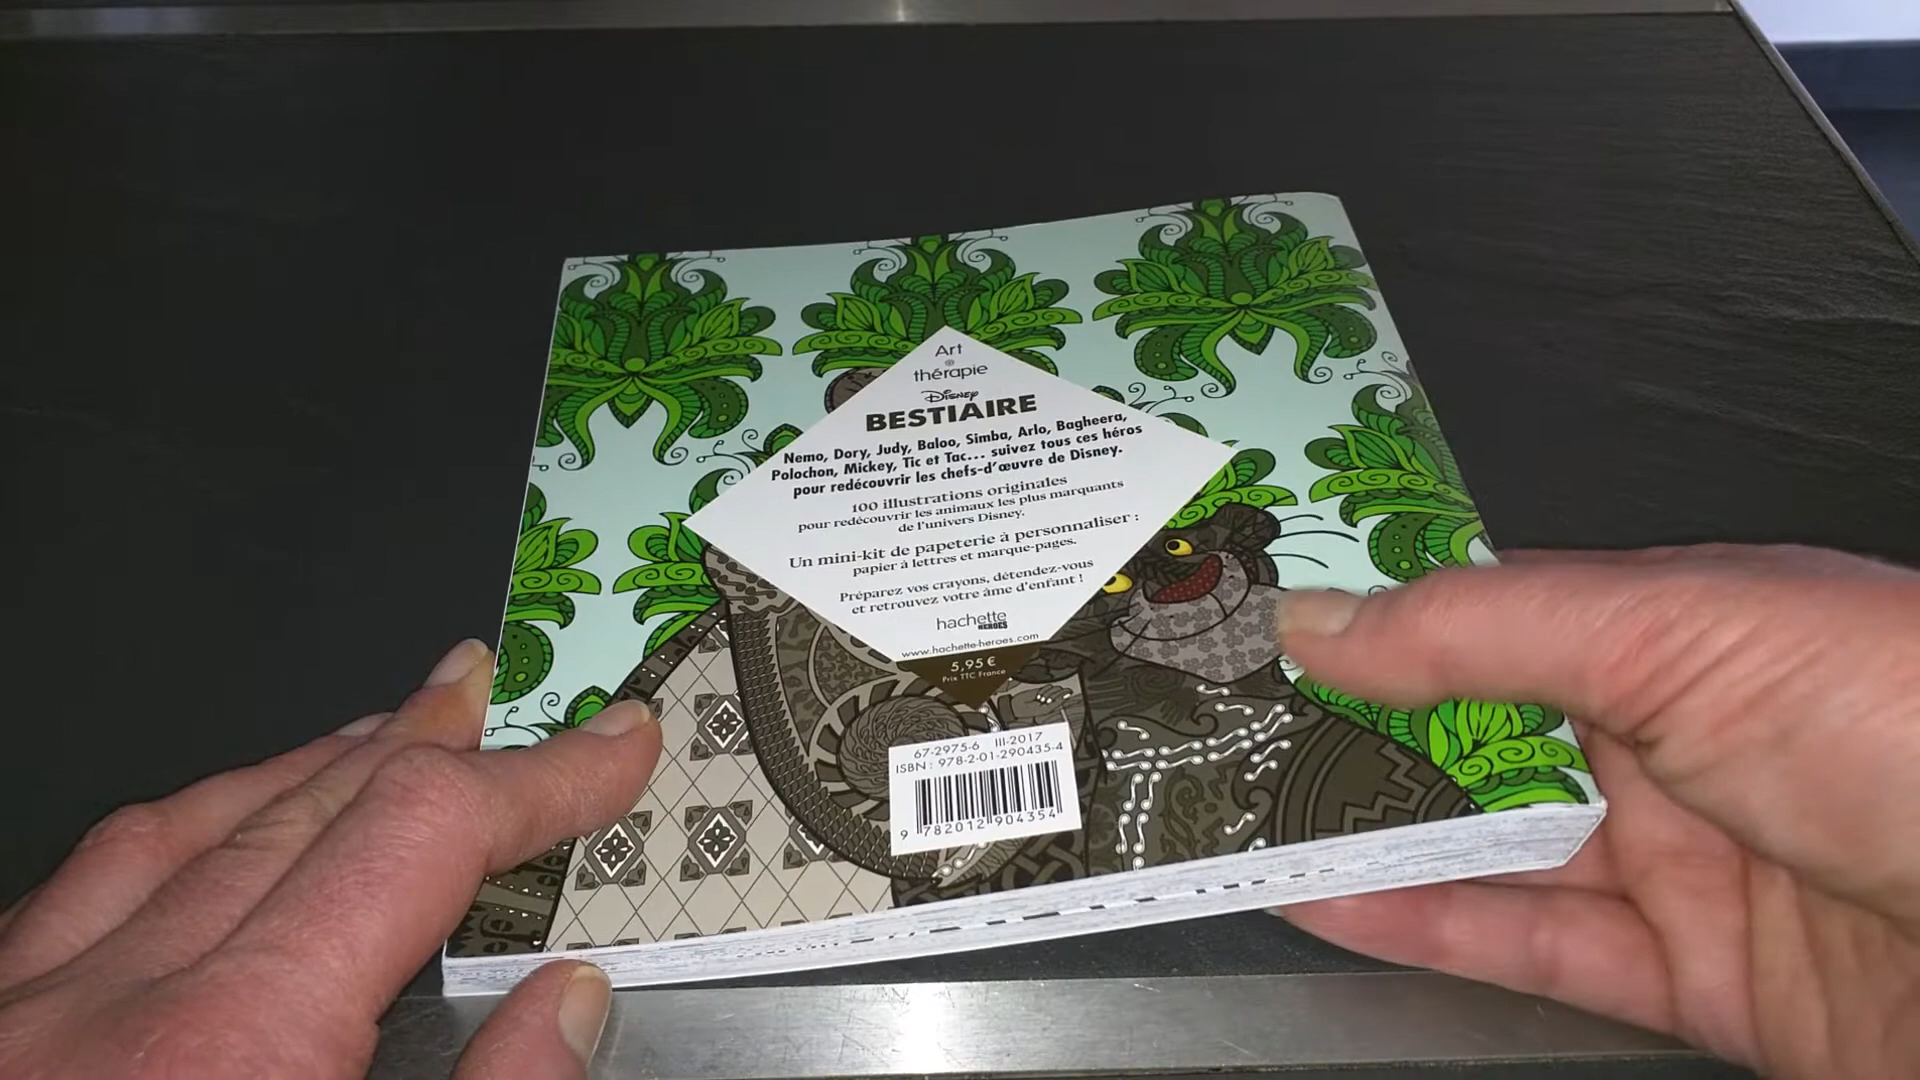 Art
thérapie
Disney
BESTIAIRE
Nemo, Dory, Judy, Baloo, Simba, Arlo, Bagheera,
Polochon, Mickey, Tic et Tac... suivez tous ces héros
pour redécouvrir les chefs-d'œuvre de Disney.
100 illustrations originales
pour redécouvrir les animaux les plus marquants
de l'univers Disney.
Un mini-kit de papeterie à personnaliser :
papier à lettres et marque-pages.
Préparez vos crayons, détendez-vous
et retrouvez votre âme d'enfant !
hachette
HEROES
www.hachette-heroes.com
5,95 €
Prix TTC France
67-2975-6 III-2017
ISBN : 978-2-01-290435-4
9 782012 904354